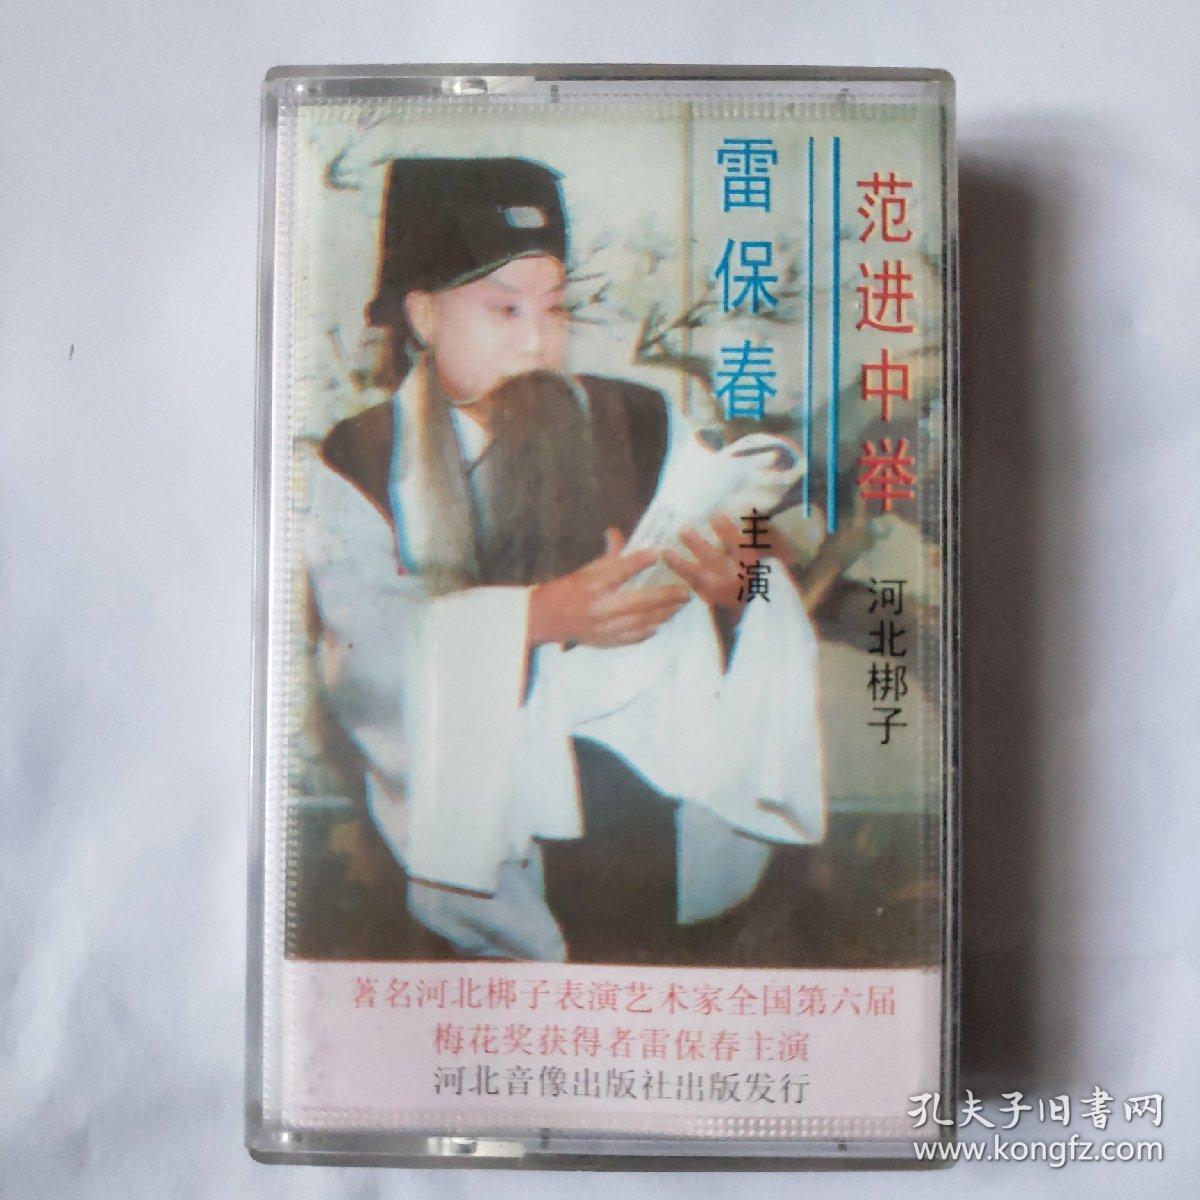 范进中举
河北梆子
雷保春
主演
著名河北梆子表演艺术家全国第六届
梅花奖获得者雷保春主演
河北音像出版社出版发行
孔夫子旧書网
www.kongfz.com